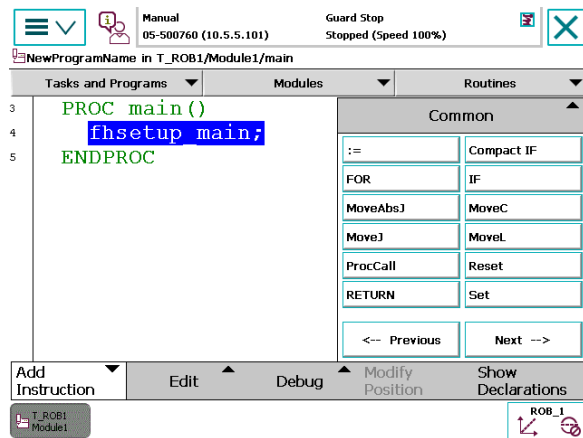 Manual
05-500760 (10.5.5.101)
Guard Stop
Stopped (Speed 100%)
NewProgramName in T_ROB1/Module1/main
Tasks and Programs
Modules
Routines
3 PROC main()
4 fhsetup_main;
5 ENDPROC
Common
:= Compact IF
FOR IF
MoveAbsJ MoveC
MoveJ MoveL
ProcCall Reset
RETURN Set
<-- Previous Next -->
Add
Instruction
Edit
Debug
Modify
Position
Show
Declarations
T_ROB1
Module1
ROB_1